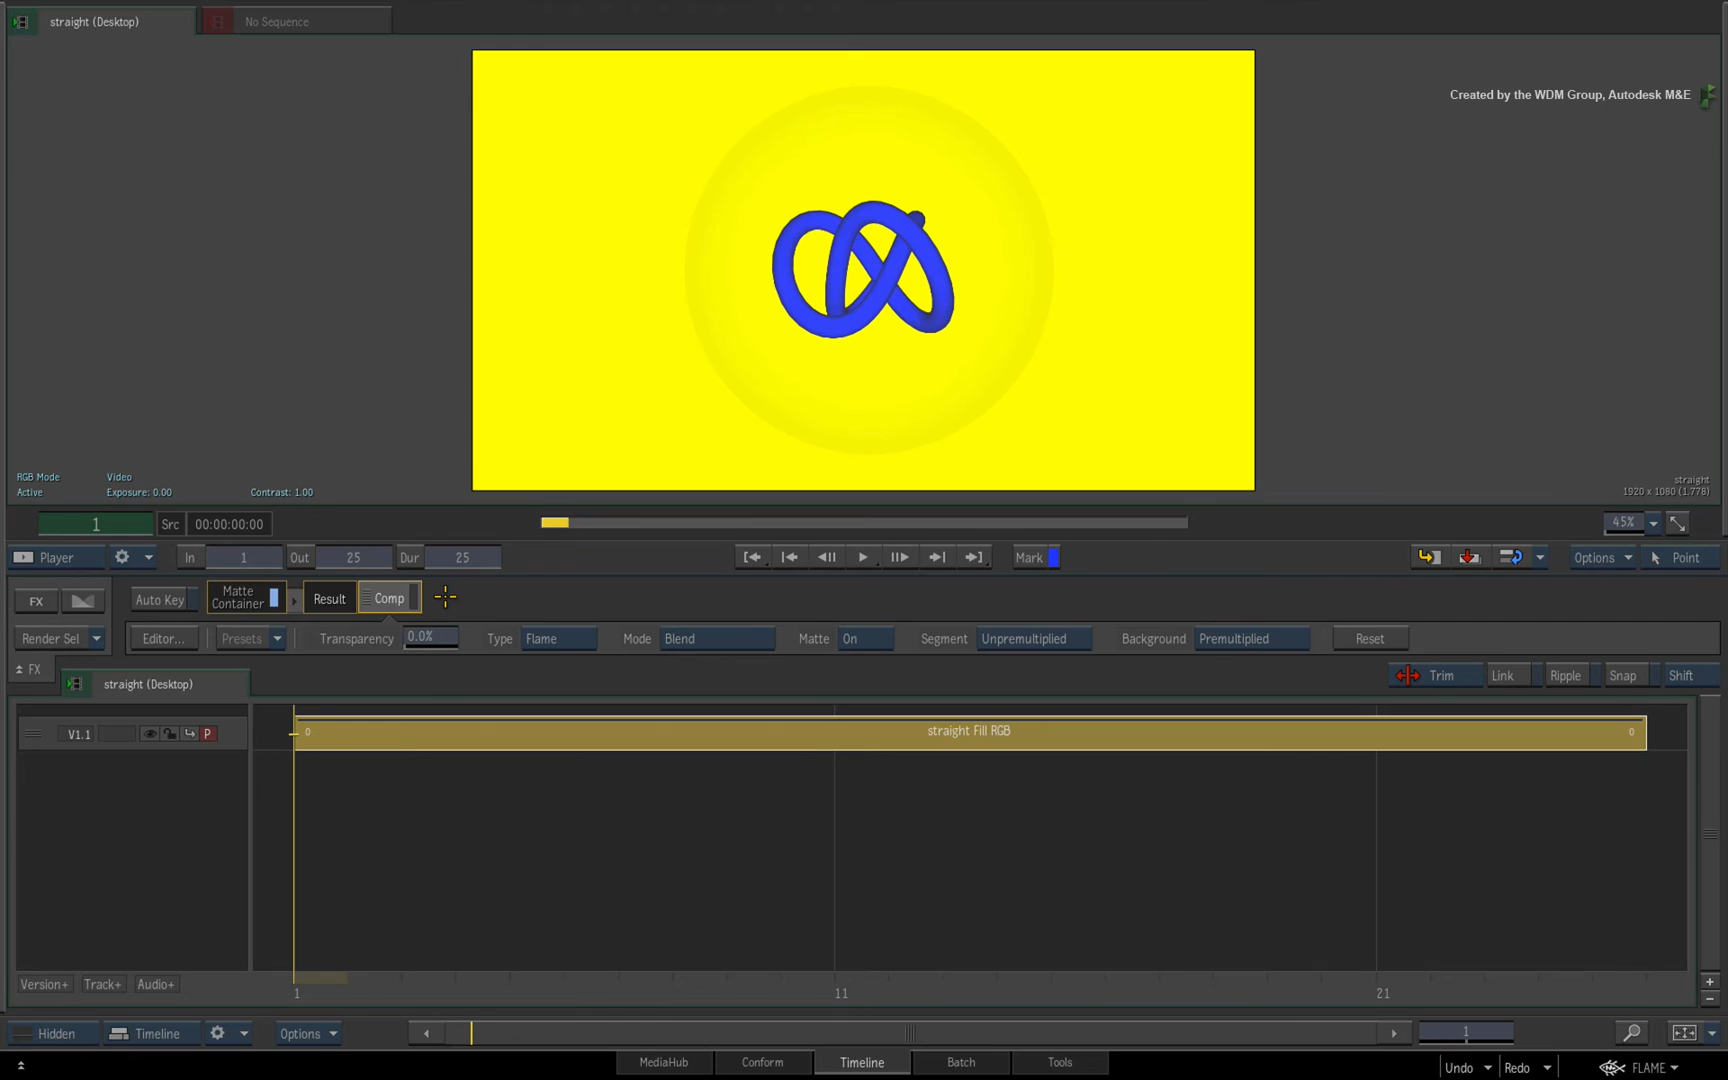 straight (Desktop)
No Sequence
Created by the WDM Group, Autodesk M&E
RGB Mode
Video
Active
Exposure: 0.00
Contrast: 1.00
straight
1920 x 1080 (1.778)
1
Src
00:00:00:00
45%
Player
In
1
Out
25
Dur
25
Mark
Options
Point
FX
Auto Key
Matte
Container
Result
Comp
Render Sel
Editor...
Presets
Transparency
0.0%
Type
Flame
Mode
Blend
Matte
On
Segment
Unpremultiplied
Background
Premultiplied
Reset
FX
straight (Desktop)
Trim
Link
Ripple
Snap
Shift
V1.1
P
0
straight Fill RGB
0
Version+
Track+
Audio+
1
11
21
Hidden
Timeline
Options
1
MediaHub
Conform
Timeline
Batch
Tools
Undo
Redo
FLAME